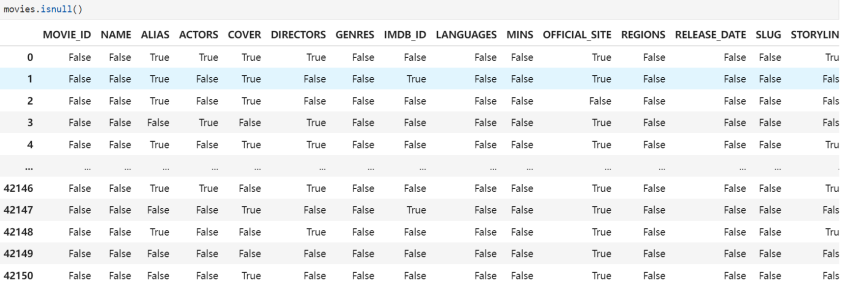 movies.isnull()
MOVIE_ID NAME ALIAS ACTORS COVER DIRECTORS GENRES IMDB_ID LANGUAGES MINS OFFICIAL_SITE REGIONS RELEASE_DATE SLUG STORYLIN
0 False False True True True True False False False False True False False False Tru
1 False False True False True False False True False False True False False False Fals
2 False False True False True False False False False False False False False False Fals
3 False False False True False True False False False False True False False False Fals
4 False False True False True True False False False False True False False False Tru
... ... ... ... ... ... ... ... ... ... ... ... ... ... ... .
42146 False False True True False True False False False False True False False False Tru
42147 False False False False True False False True False False True False False False Fals
42148 False False True False False True False False False False True False False False Tru
42149 False False False False False False False False False False True False False False Fals
42150 False False False False True False False False False False True False False False Fals